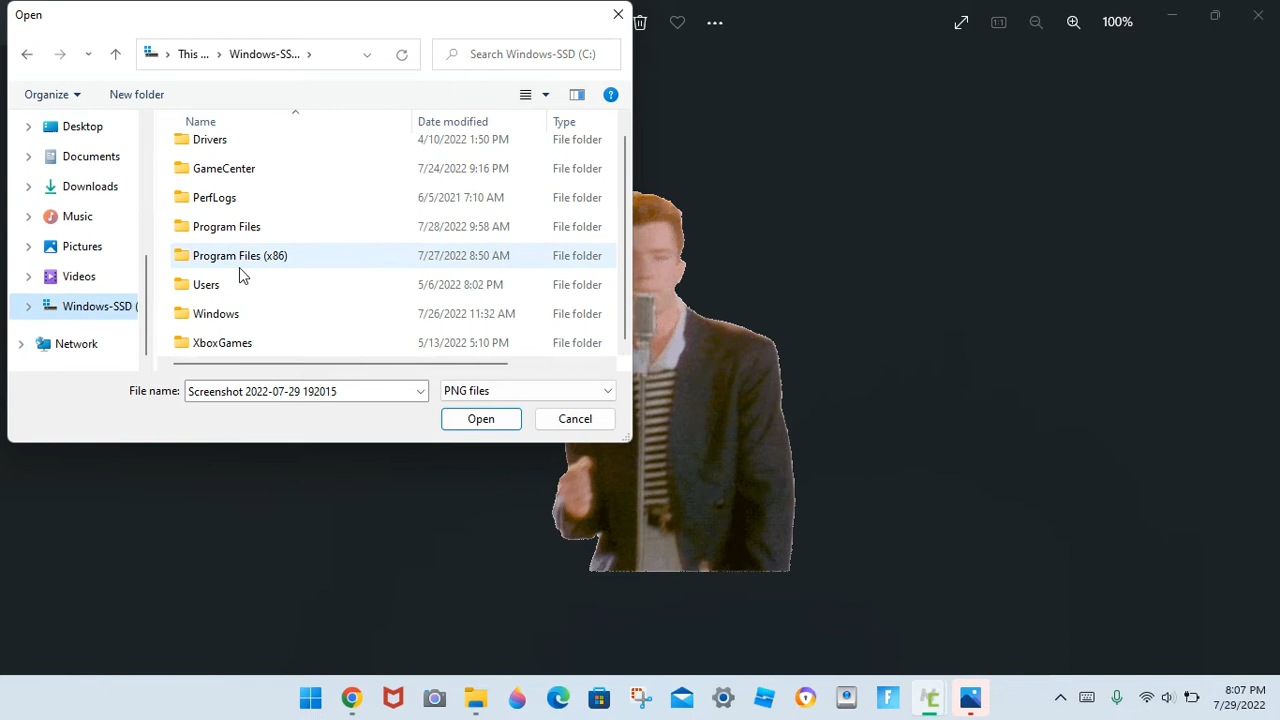 Open
100%
This ... Windows-SS... Search Windows-SSD (C:)
Organize New folder
Name Date modified Type
Desktop
Documents
Downloads
Music
Pictures
Videos
Windows-SSD (
Network
Drivers 4/10/2022 1:50 PM File folder
GameCenter 7/24/2022 9:16 PM File folder
PerfLogs 6/5/2021 7:10 AM File folder
Program Files 7/28/2022 9:58 AM File folder
Program Files (x86) 7/27/2022 8:50 AM File folder
Users 5/6/2022 8:02 PM File folder
Windows 7/26/2022 11:32 AM File folder
XboxGames 5/13/2022 5:10 PM File folder
File name: Screenshot 2022-07-29 192015 PNG files
Open Cancel
8:07 PM
7/29/2022